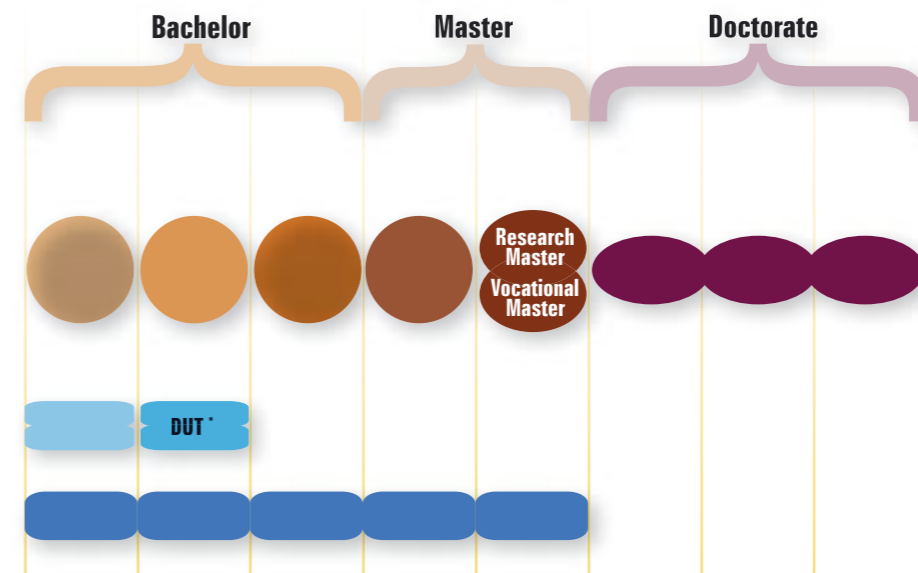 Bachelor
Master
Doctorate
Research
Master
Vocational
Master
DUT *